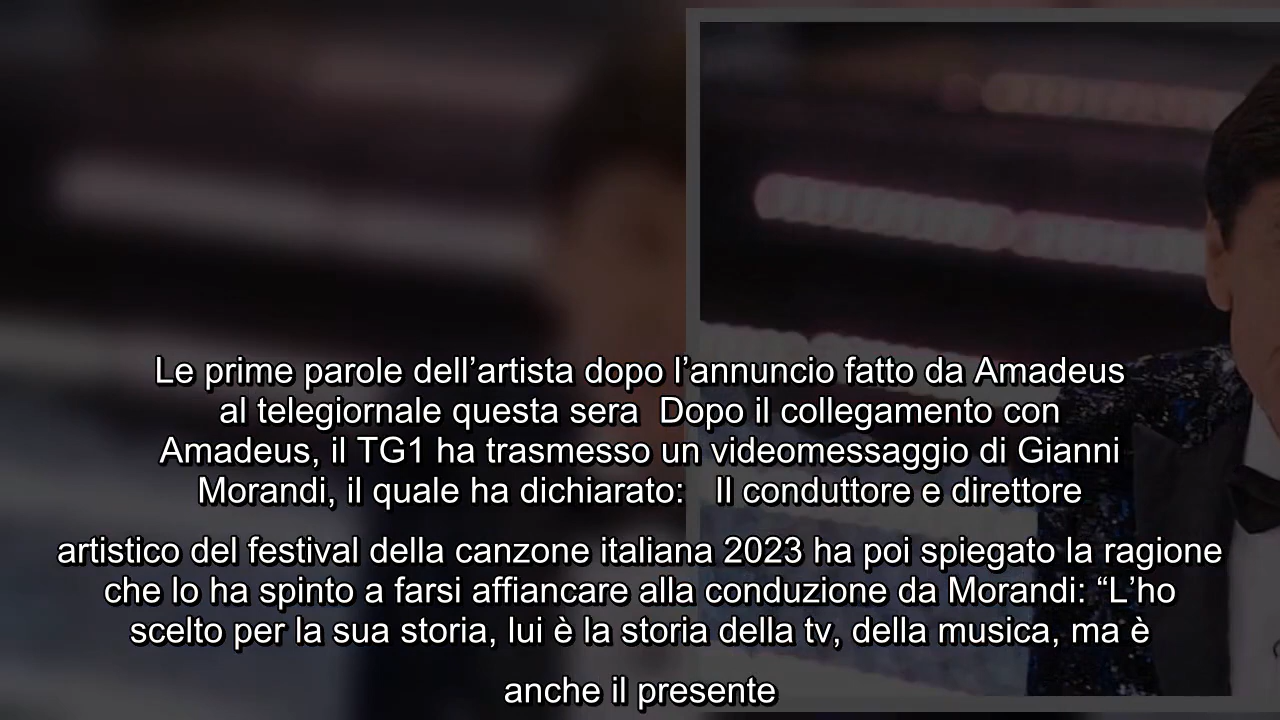 Le prime parole dell’artista dopo l’annuncio fatto da Amadeus
al telegiornale questa sera  Dopo il collegamento con
Amadeus, il TG1 ha trasmesso un videomessaggio di Gianni
Morandi, il quale ha dichiarato:   Il conduttore e direttore
artistico del festival della canzone italiana 2023 ha poi spiegato la ragione
che lo ha spinto a farsi affiancare alla conduzione da Morandi: “L’ho
scelto per la sua storia, lui è la storia della tv, della musica, ma è
anche il presente